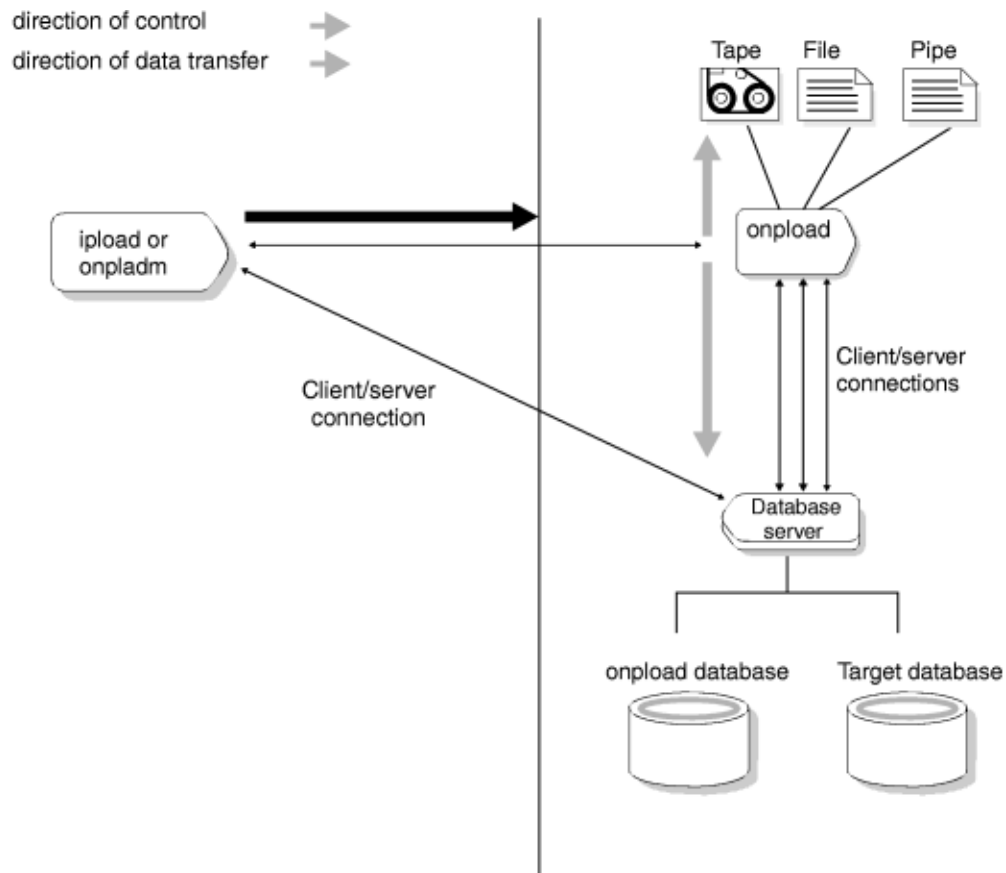 direction of control
direction of data transfer
Tape
File
Pipe
ipload or
onpladm
onpload
Client/server
connection
Client/server
connections
Database
server
onpload database
Target database